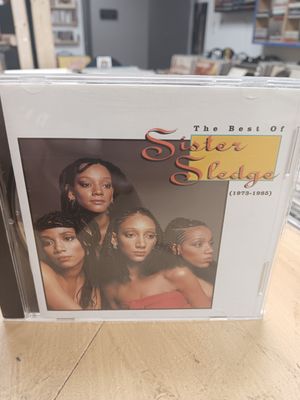 The Best Of
Sister
Sledge
(1973-1985)